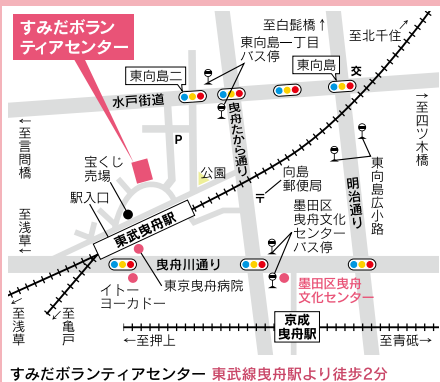 すみだボラン
ティアセンター
至白髭橋↑
至北千住
東向島一丁目
バス停
東向島二
東向島
交
水戸街道
曳舟たから通り
至四ツ木橋
至言問橋
P
宝くじ
売場
公園
向島
郵便局
東向島広小路
明治通り
駅入口
東武曳舟駅
墨田区
曳舟文化
センター
バス停
至浅草
曳舟川通り
東京曳舟病院
イトー
ヨーカドー
墨田区曳舟
文化センター
至浅草
至亀戸
京成
曳舟駅
←至押上
至青砥→
すみだボランティアセンター 東武線曳舟駅より徒歩2分